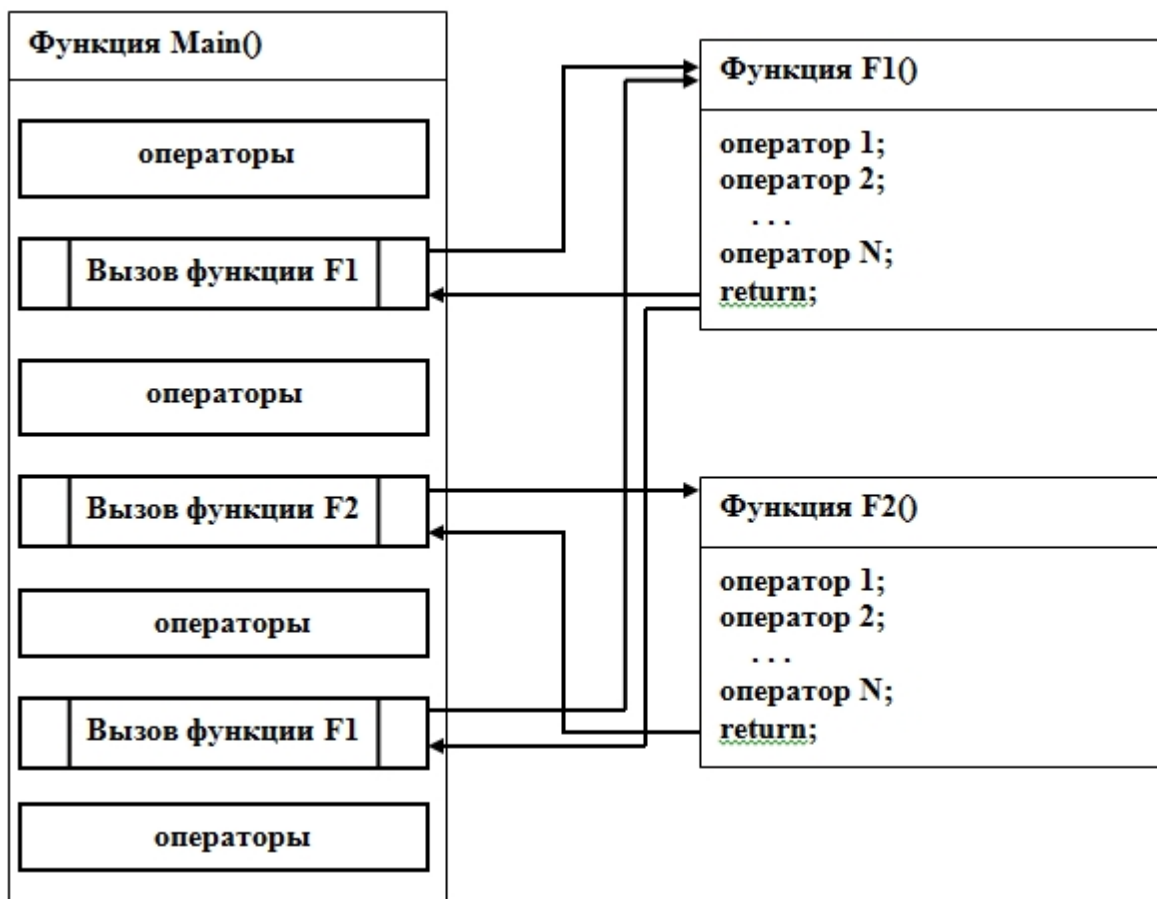 Функция Main()
операторы
Вызов функции F1
операторы
Вызов функции F2
операторы
Вызов функции F1
операторы
Функция F1()
оператор 1;
оператор 2;
. . .
оператор N;
return;
Функция F2()
оператор 1;
оператор 2;
. . .
оператор N;
return;